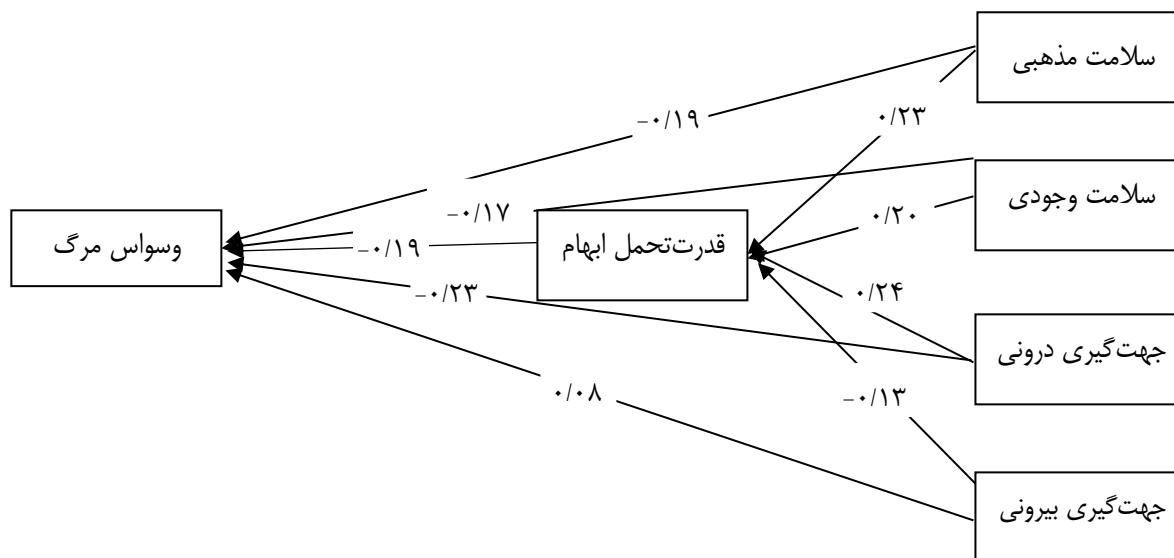 سلامت مذهبی
۰/۲۳
-۰/۱۹
سلامت وجودی
۰/۲۰
-۰/۱۷
قدرت‌تحمل ابهام
-۰/۱۹
وسواس مرگ
۰/۲۴
-۰/۲۳
جهت‌گیری درونی
-۰/۱۳
۰/۰۸
جهت‌گیری بیرونی